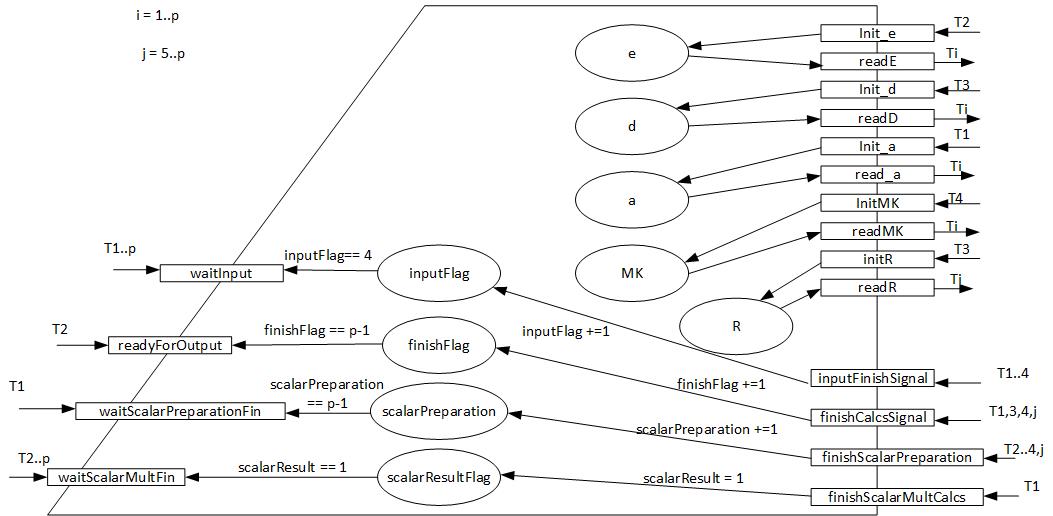 i = 1..p
j = 5..p
e
Init_e
T2
readE
Ti
d
Init_d
T3
readD
Ti
a
Init_a
T1
read_a
Ti
MK
InitMK
T4
readMK
Ti
R
initR
T3
readR
Ti
T1..p
waitInput
inputFlag== 4
inputFlag
inputFlag +=1
inputFinishSignal
T1..4
T2
readyForOutput
finishFlag == p-1
finishFlag
finishFlag +=1
finishCalcsSignal
T1,3,4,j
T1
waitScalarPreparationFin
scalarPreparation
== p-1
scalarPreparation
scalarPreparation +=1
finishScalarPreparation
T2..4,j
T2..p
waitScalarMultFin
scalarResult == 1
scalarResultFlag
scalarResult = 1
finishScalarMultCalcs
T1